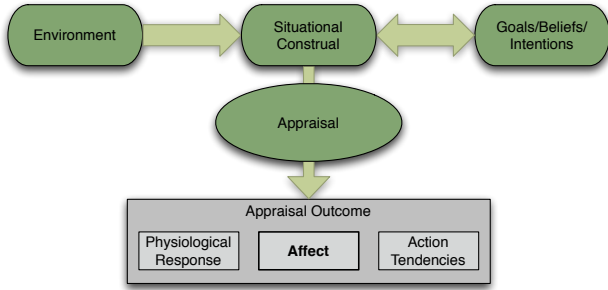 Environment
Situational
Construal
Goals/Beliefs/
Intentions
Appraisal
Appraisal Outcome
Physiological
Response
Affect
Action
Tendencies